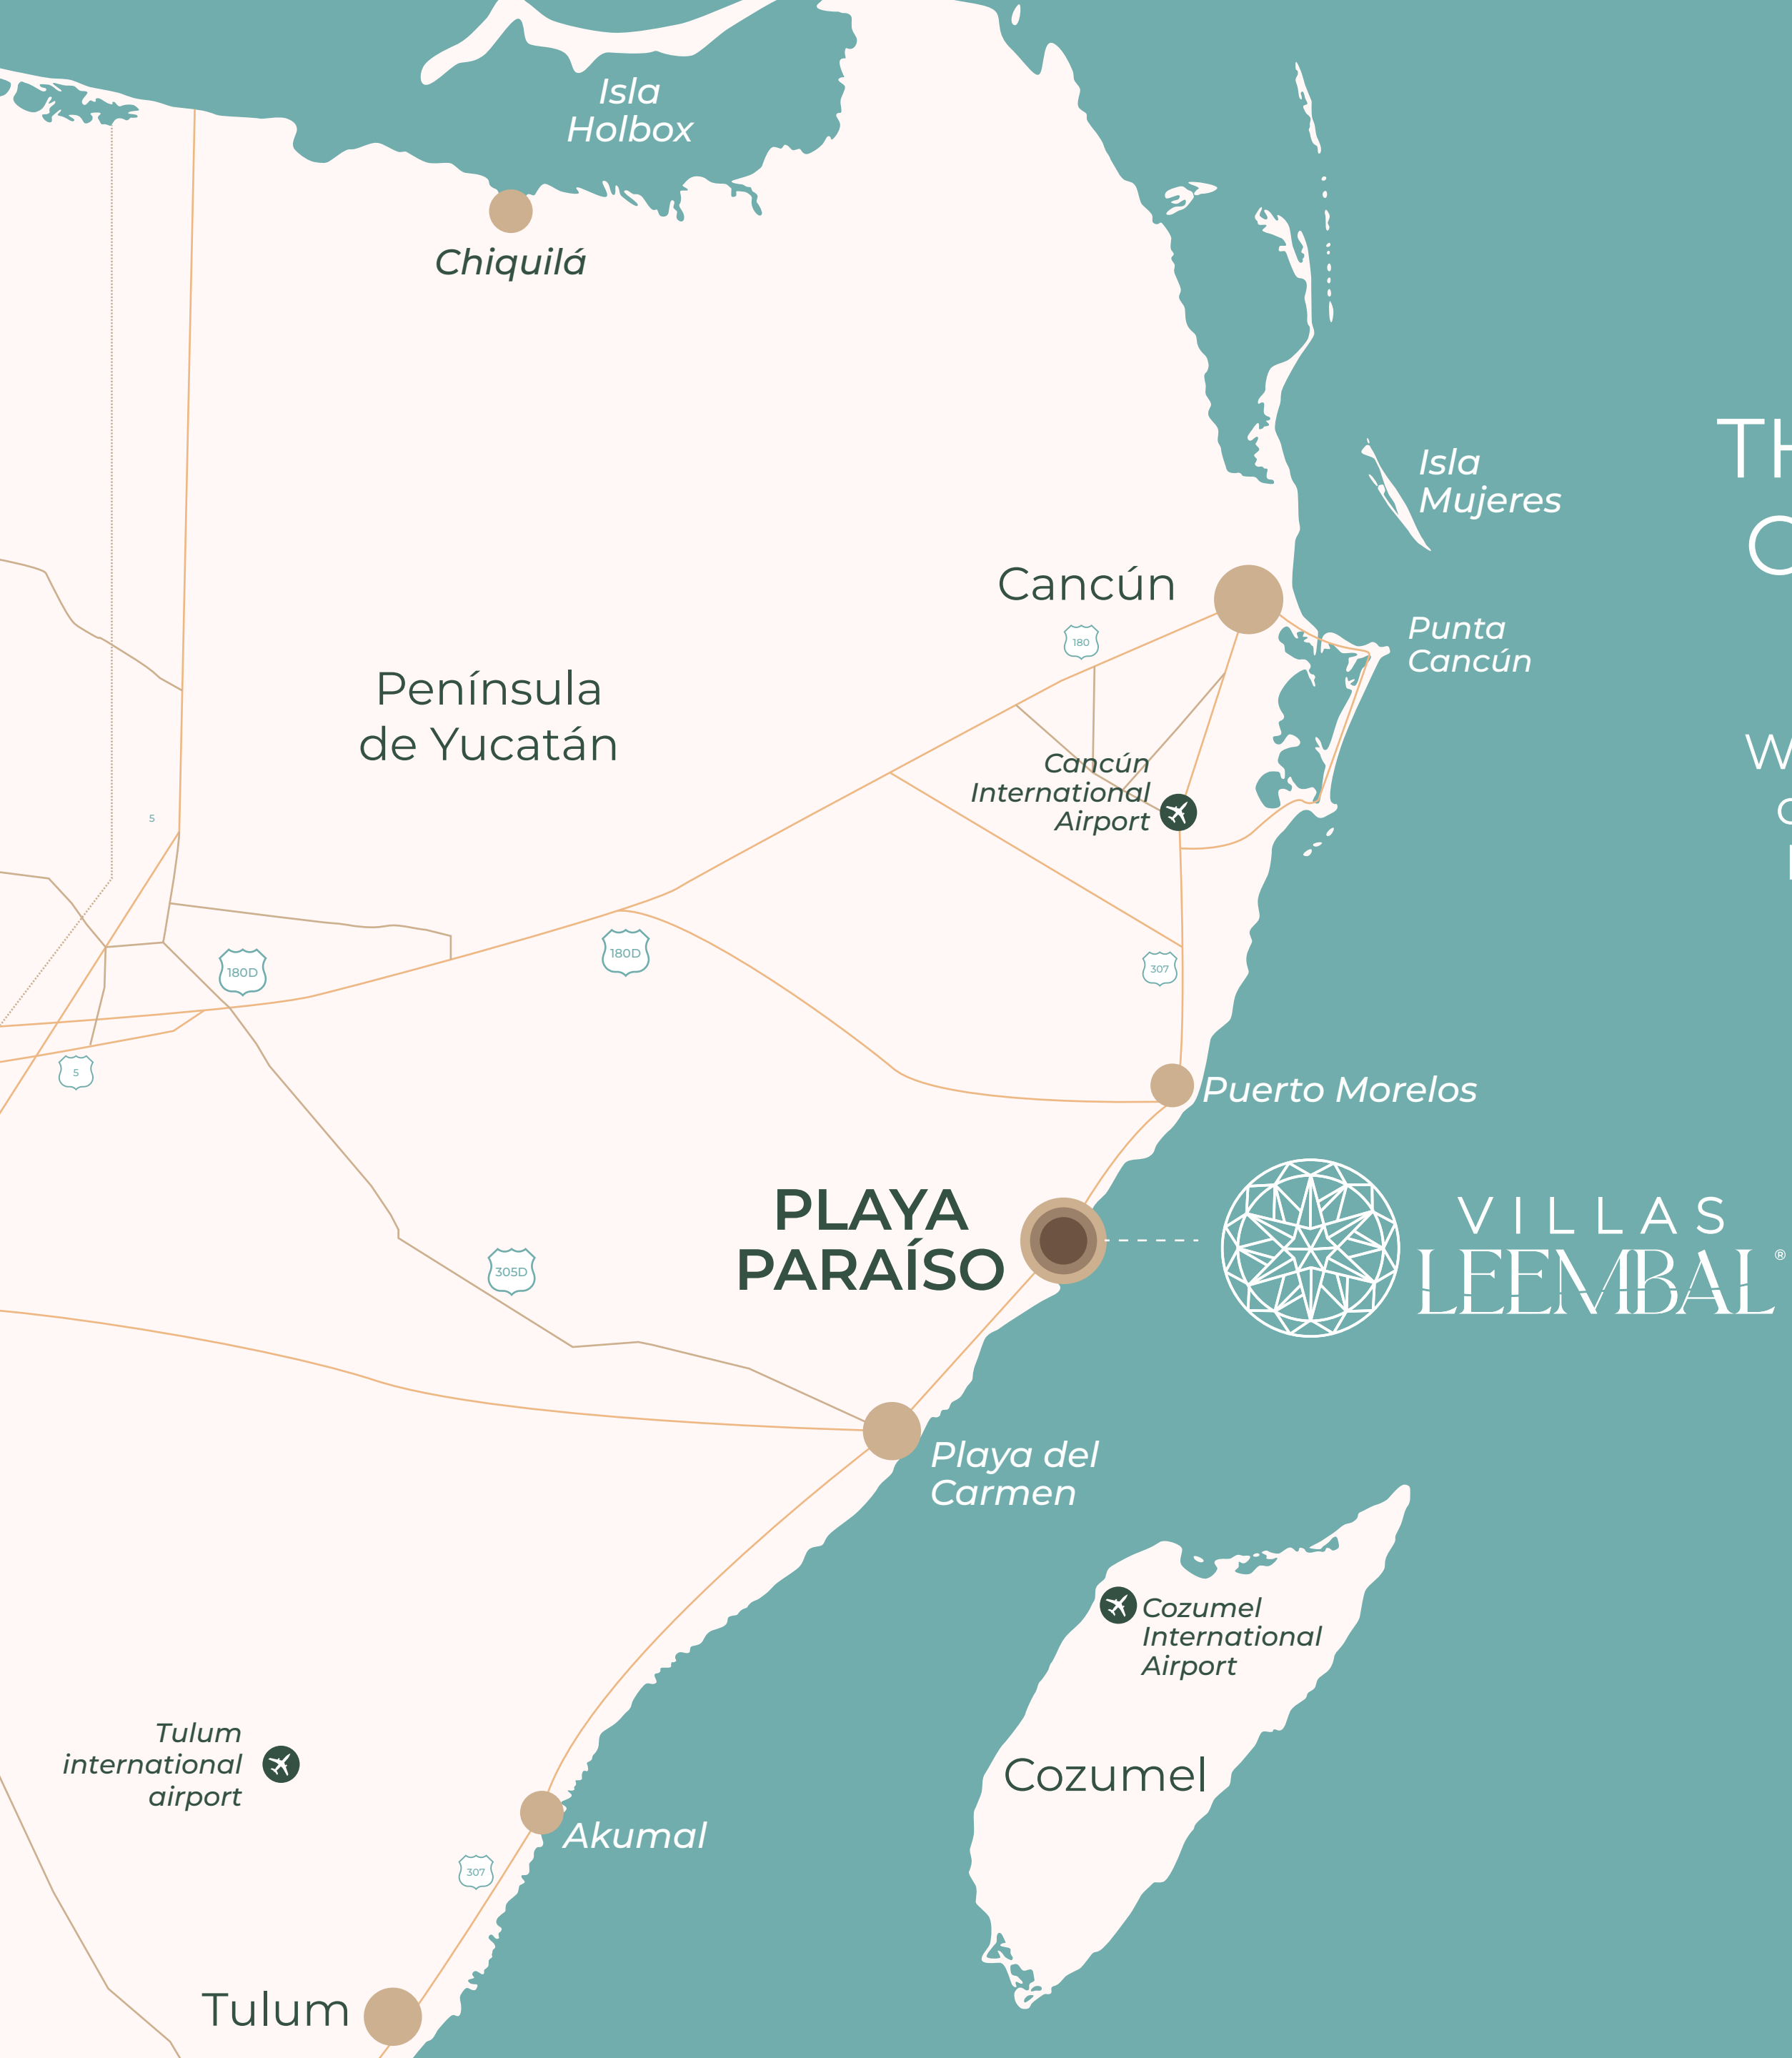 Isla
Holbox
Chiquilá
Isla
Mujeres
TH
Cancún
180
Punta
Cancún
Península
de Yucatán
Cancún
International
Airport
5
180D
180D
307
5
Puerto Morelos
PLAYA
PARAÍSO
VILLAS
LEEMBAL®
305D
Playa del
Carmen
Cozumel
International
Airport
Tulum
international
airport
Cozumel
Akumal
307
Tulum